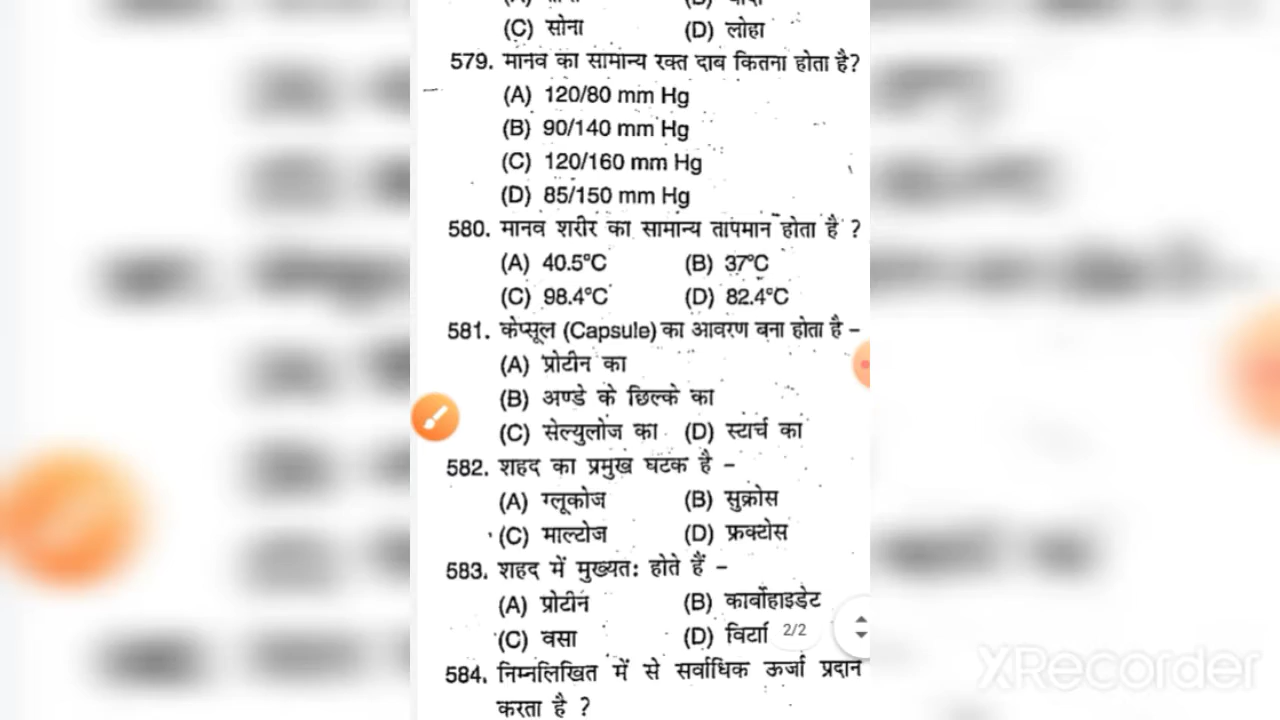 (C) सोना (D) लोहा
579. मानव का सामान्य रक्त दाब कितना होता है?
(A) 120/80 mm Hg
(B) 90/140 mm Hg
(C) 120/160 mm Hg
(D) 85/150 mm Hg
580. मानव शरीर का सामान्य तापमान होता है ?
(A) 40.5°C (B) 37°C
(C) 98.4°C (D) 82.4°C
581. केप्सूल (Capsule) का आवरण बना होता है –
(A) प्रोटीन का
(B) अण्डे के छिल्के का
(C) सेल्युलोज का (D) स्टार्च का
582. शहद का प्रमुख घटक है –
(A) ग्लूकोज (B) सुक्रोस
(C) माल्टोज (D) फ्रक्टोस
583. शहद में मुख्यत: होते हैं –
(A) प्रोटीन (B) कार्बोहाइडेट
(C) वसा (D) 2/2
584. निम्नलिखित में से सर्वाधिक ऊर्जा प्रदान
करता है ?
XRecorder